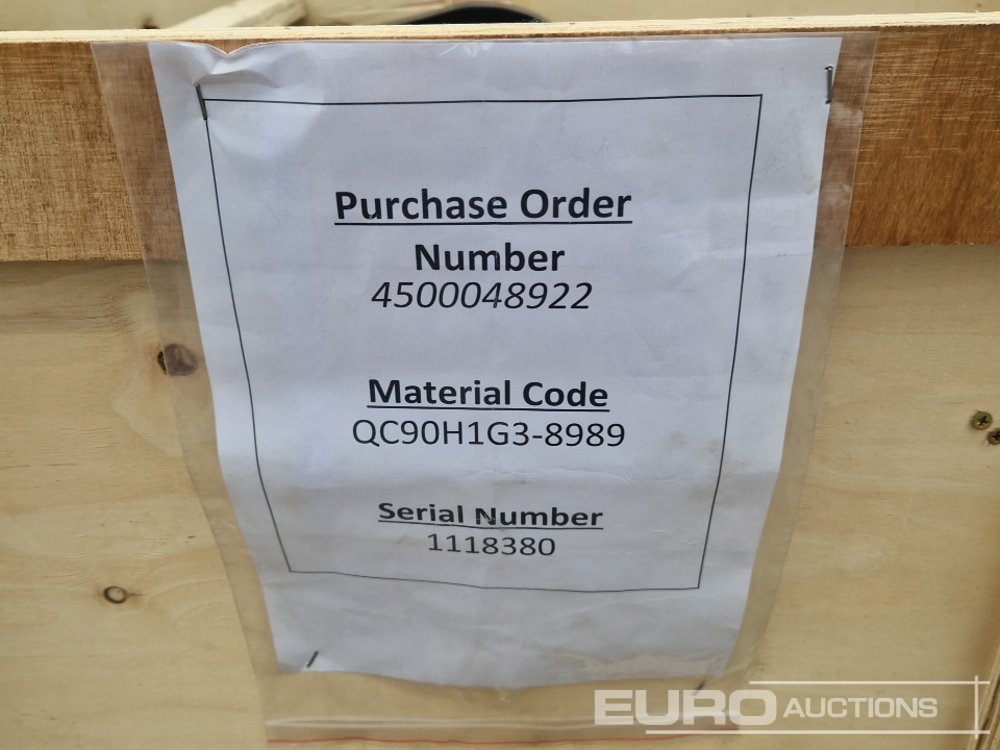 Purchase Order
Number
4500048922
Material Code
QC90H1G3-8989
Serial Number
1118380
EURO AUCTIONS